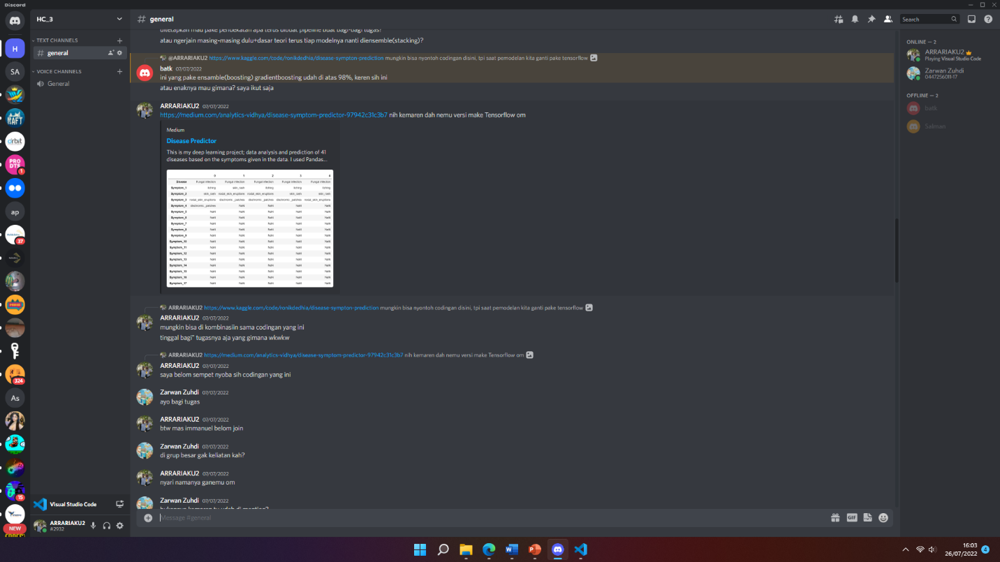 Discord
HC_3
general
Search
TEXT CHANNELS
general
VOICE CHANNELS
General
H
SA
PRO
DTS
1
ap
37
324
As
15
NEW
atau ngerjain masing-masing dulu+dasar teori terus tiap modelnya nanti diensemble(stacking)?
@ARRARIAKU2 https://www.kaggle.com/code/ronikdedhia/disease-sympton-prediction mungkin bisa nyontoh codingan disini, tpi saat pemodelan kita ganti pake tensorflow
batk 07/07/2022
ini yang pake ensamble(boosting) gradientboosting udah di atas 98%, keren sih ini
atau enaknya mau gimana? saya ikut saja
ARRARIAKU2 07/07/2022
https://medium.com/analytics-vidhya/disease-symptom-predictor-97942c31c3b7 nih kemaren dah nemu versi make Tensorflow om
Medium
Disease Predictor
This is my deep learning project; data analysis and prediction of 41
diseases based on the symptoms given in the data. I used Pandas...
0 1 2 3 4
Disease Fungal infection Fungal infection Fungal infection Fungal infection Fungal infection
Symptom_1 itching skin_rash itching itching itching
Symptom_2 skin_rash nodal_skin_eruptions nodal_skin_eruptions skin_rash skin_rash
Symptom_3 nodal_skin_eruptions dischromic _patches dischromic _patches dischromic _patches nodal_skin_eruptions
Symptom_4 dischromic _patches NaN NaN NaN NaN
Symptom_5 NaN NaN NaN NaN NaN
Symptom_6 NaN NaN NaN NaN NaN
Symptom_7 NaN NaN NaN NaN NaN
Symptom_8 NaN NaN NaN NaN NaN
Symptom_9 NaN NaN NaN NaN NaN
Symptom_10 NaN NaN NaN NaN NaN
Symptom_11 NaN NaN NaN NaN NaN
Symptom_12 NaN NaN NaN NaN NaN
Symptom_13 NaN NaN NaN NaN NaN
Symptom_14 NaN NaN NaN NaN NaN
Symptom_15 NaN NaN NaN NaN NaN
Symptom_16 NaN NaN NaN NaN NaN
Symptom_17 NaN NaN NaN NaN NaN
ARRARIAKU2 https://www.kaggle.com/code/ronikdedhia/disease-sympton-prediction mungkin bisa nyontoh codingan disini, tpi saat pemodelan kita ganti pake tensorflow
ARRARIAKU2 07/07/2022
mungkin bisa di kombinasiin sama codingan yang ini
tinggal bagi" tugasnya aja yang gimana wkwkw
ARRARIAKU2 https://medium.com/analytics-vidhya/disease-symptom-predictor-97942c31c3b7 nih kemaren dah nemu versi make Tensorflow om
ARRARIAKU2 07/07/2022
saya belom sempet nyoba sih codingan yang ini
Zarwan Zuhdi 07/07/2022
ayo bagi tugas
ARRARIAKU2 07/07/2022
btw mas immanuel belom join
Zarwan Zuhdi 07/07/2022
di grup besar gak keliatan kah?
ARRARIAKU2 07/07/2022
nyari namanya ganemu om
Zarwan Zuhdi 07/07/2022
Message #general
GIF
ONLINE — 2
ARRARIAKU2
Playing Visual Studio Code
Zarwan Zuhdi
0447256011-17
OFFLINE — 2
batk
Salman
Visual Studio Code
ARRARIAKU2
#2932
16:03
26/07/2022
4